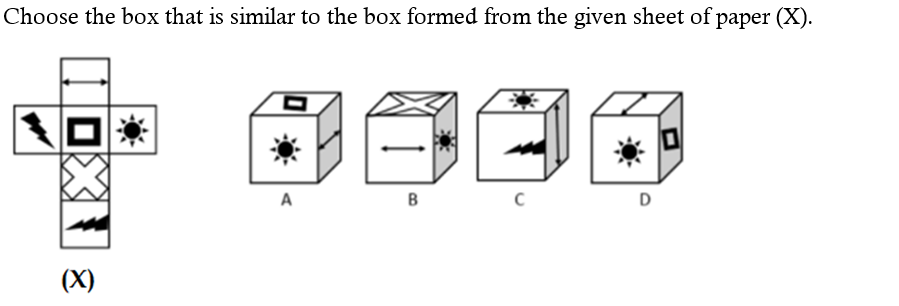 Choose the box that is similar to the box formed from the given sheet of paper (X).
A B C D
(X)